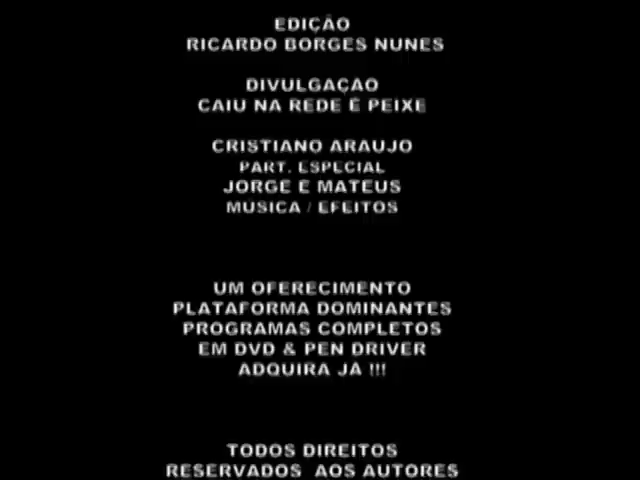 EDIÇÃO
RICARDO BORGES NUNES
DIVULGAÇAO
CAIU NA REDE É PEIXE
CRISTIANO ARAUJO
PART. ESPECIAL
JORGE E MATEUS
MUSICA / EFEITOS
UM OFERECIMENTO
PLATAFORMA DOMINANTES
PROGRAMAS COMPLETOS
EM DVD & PEN DRIVER
ADQUIRA JÁ !!!
TODOS DIREITOS
RESERVADOS AOS AUTORES